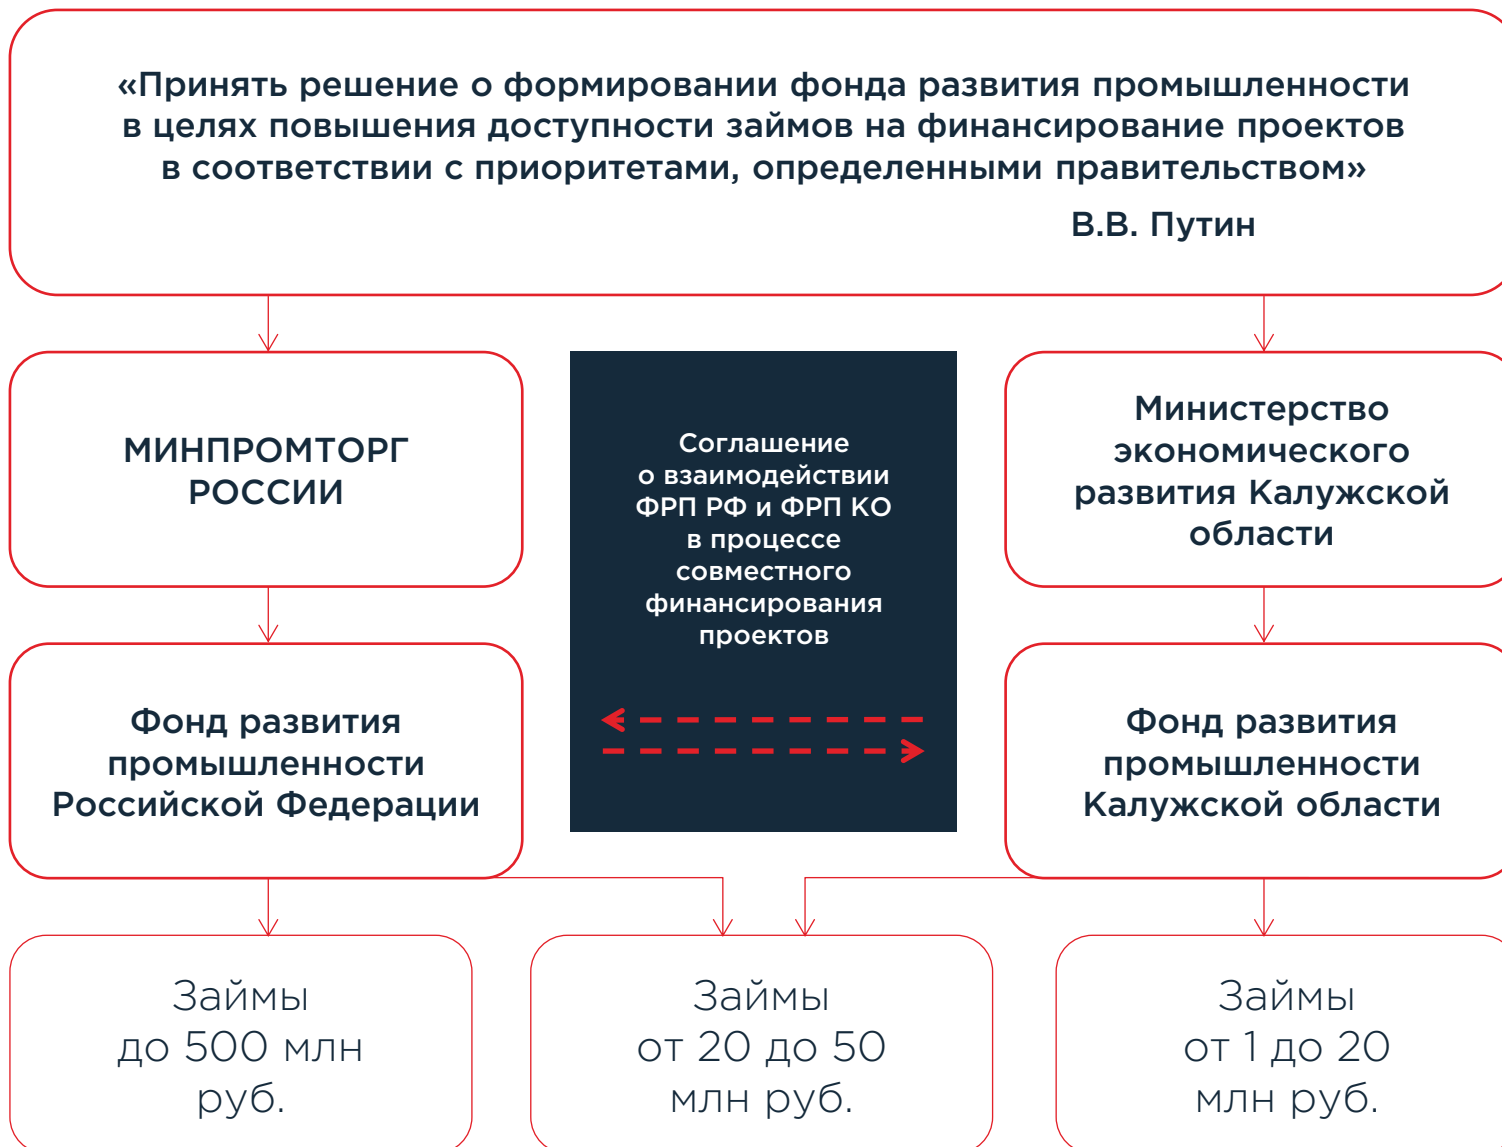 «Принять решение о формировании фонда развития промышленности
в целях повышения доступности займов на финансирование проектов
в соответствии с приоритетами, определенными правительством»
В.В. Путин
МИНПРОМТОРГ
РОССИИ
Соглашение
о взаимодействии
ФРП РФ и ФРП КО
в процессе
совместного
финансирования
проектов
Министерство
экономического
развития Калужской
области
Фонд развития
промышленности
Российской Федерации
Фонд развития
промышленности
Калужской области
Займы
до 500 млн
руб.
Займы
от 20 до 50
млн руб.
Займы
от 1 до 20
млн руб.